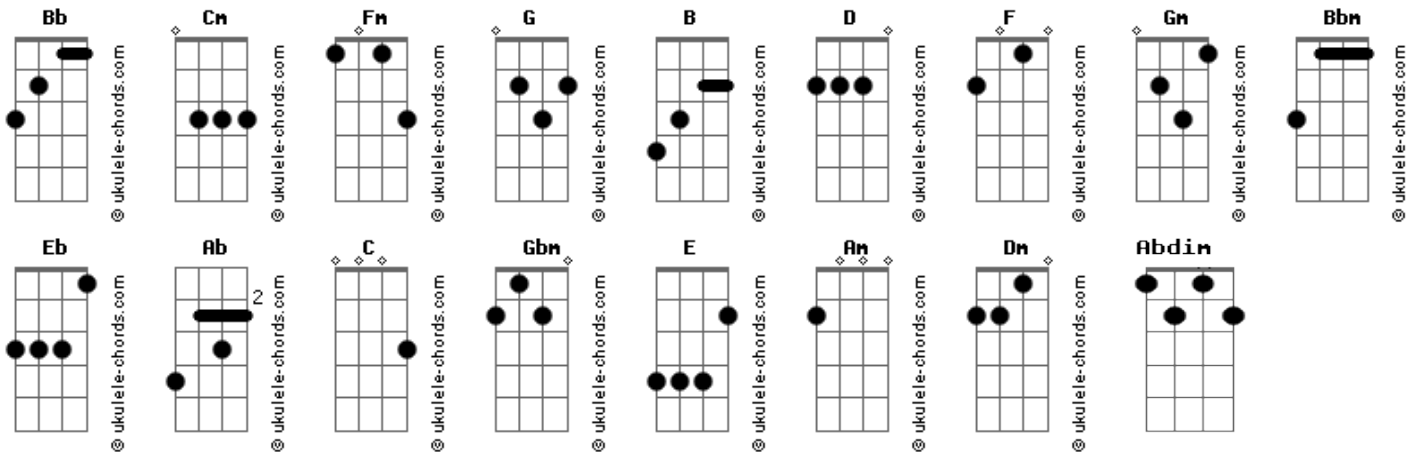 Bb Cm Fm G B D F Gm Bbm
© ukulele-chords.com © ukulele-chords.com © ukulele-chords.com © ukulele-chords.com © ukulele-chords.com © ukulele-chords.com © ukulele-chords.com © ukulele-chords.com © ukulele-chords.com
Eb Ab C Gbm E Am Dm Abdim
2
© ukulele-chords.com © ukulele-chords.com © ukulele-chords.com © ukulele-chords.com © ukulele-chords.com © ukulele-chords.com © ukulele-chords.com